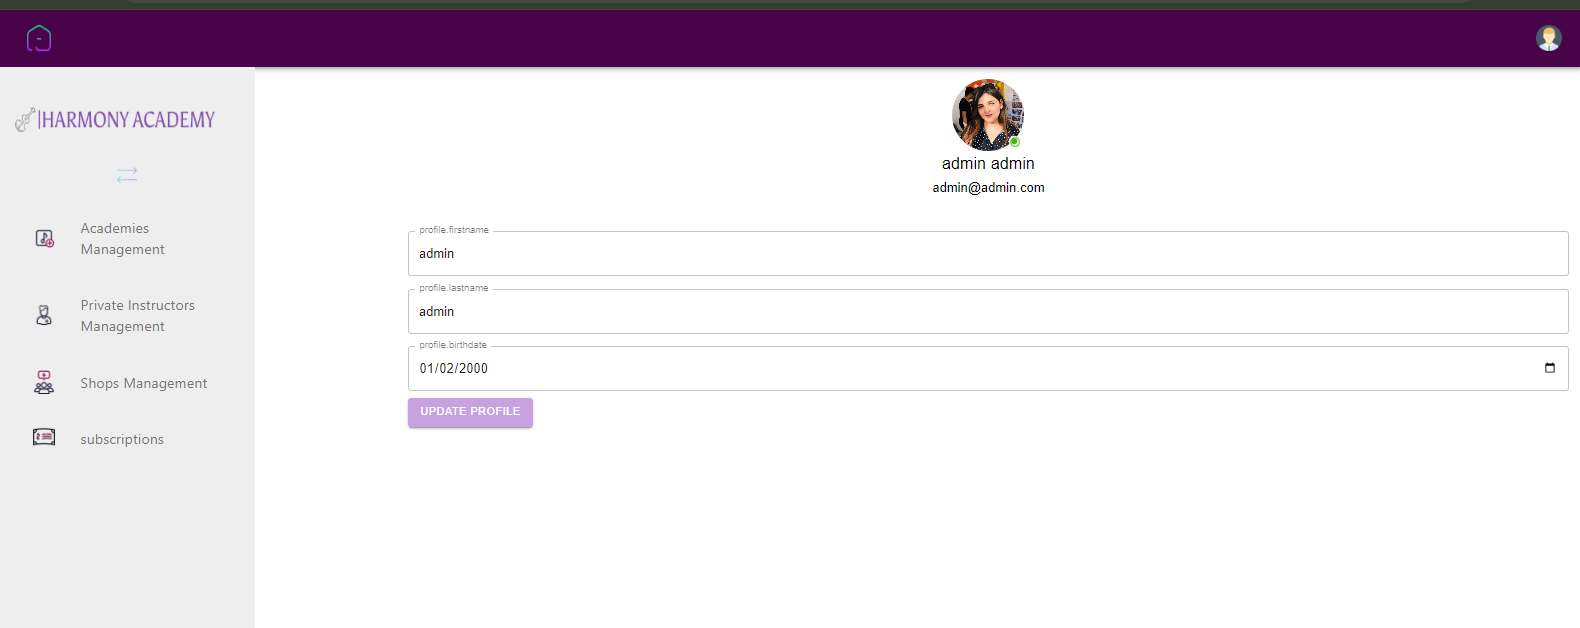 HARMONY ACADEMY
Academies
Management
Private Instructors
Management
Shops Management
subscriptions
admin admin
admin@admin.com
profile.firstname
admin
profile.lastname
admin
profile.birthdate
01/02/2000
UPDATE PROFILE